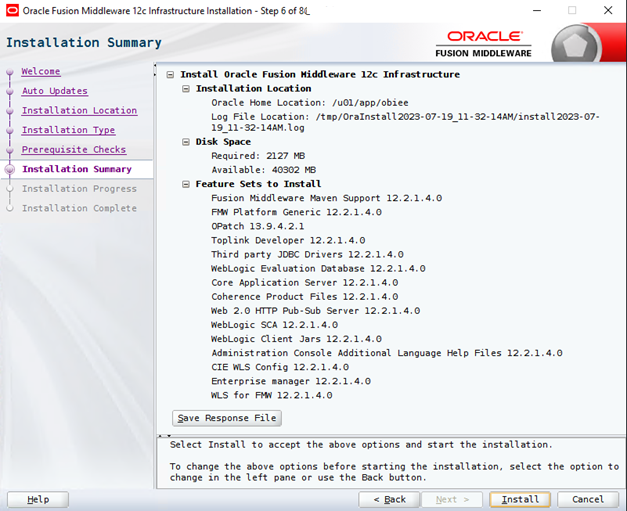 Oracle Fusion Middleware 12c Infrastructure Installation - Step 6 of 8
Installation Summary
ORACLE
FUSION MIDDLEWARE
Welcome
Auto Updates
Installation Location
Installation Type
Prerequisite Checks
Installation Summary
Installation Progress
Installation Complete
Install Oracle Fusion Middleware 12c Infrastructure
Installation Location
Oracle Home Location: /u01/app/obiee
Log File Location: /tmp/OraInstall2023-07-19_11-32-14AM/install2023-07-
19_11-32-14AM.log
Disk Space
Required: 2127 MB
Available: 40302 MB
Feature Sets to Install
Fusion Middleware Maven Support 12.2.1.4.0
FMW Platform Generic 12.2.1.4.0
OPatch 13.9.4.2.1
Toplink Developer 12.2.1.4.0
Third party JDBC Drivers 12.2.1.4.0
WebLogic Evaluation Database 12.2.1.4.0
Core Application Server 12.2.1.4.0
Coherence Product Files 12.2.1.4.0
Web 2.0 HTTP Pub-Sub Server 12.2.1.4.0
WebLogic SCA 12.2.1.4.0
WebLogic Client Jars 12.2.1.4.0
Administration Console Additional Language Help Files 12.2.1.4.0
CIE WLS Config 12.2.1.4.0
Enterprise manager 12.2.1.4.0
WLS for FMW 12.2.1.4.0
Save Response File
Select Install to accept the above options and start the installation.
To change the above options before starting the installation, select the option to
change in the left pane or use the Back button.
Help
< Back
Next >
Install
Cancel